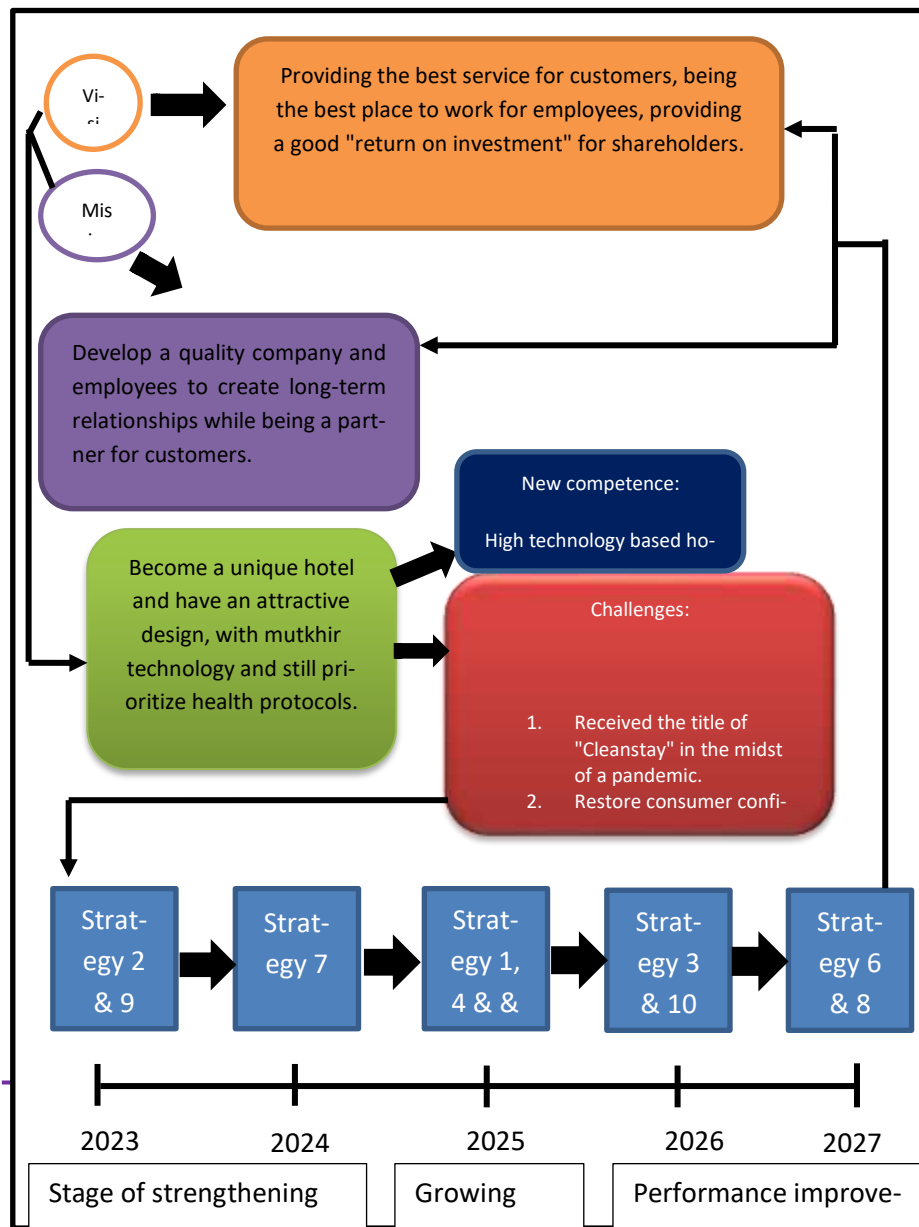 Vi-
Providing the best service for customers, being
the best place to work for employees, providing
a good "return on investment" for shareholders.
Mis
Develop a quality company and
employees to create long-term
relationships while being a part-
ner for customers.
New competence:
High technology based ho-
Become a unique hotel
and have an attractive
design, with mutkhir
technology and still pri-
oritize health protocols.
Challenges:
1. Received the title of
"Cleanstay" in the midst
of a pandemic.
2. Restore consumer confi-
Strat-
egy 2
& 9
Strat-
egy 7
Strat-
egy 1,
4 & &
Strat-
egy 3
& 10
Strat-
egy 6
& 8
2023 2024 2025 2026 2027
Stage of strengthening
Growing
Performance improve-